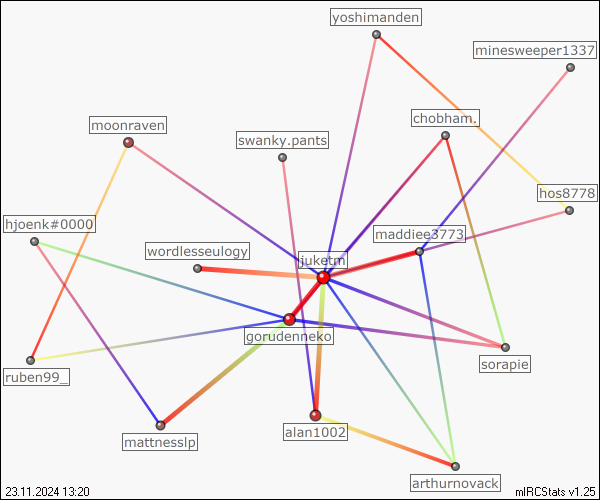 yoshimanden
minesweeper1337
chobham.
moonraven
swanky.pants
hos8778
hjoenk#0000
maddiee3773
wordlesseulogy
juketm
gorudenneko
sorapie
ruben99_
alan1002
mattnesslp
arthurnovack
23.11.2024 13:20
mIRCStats v1.25